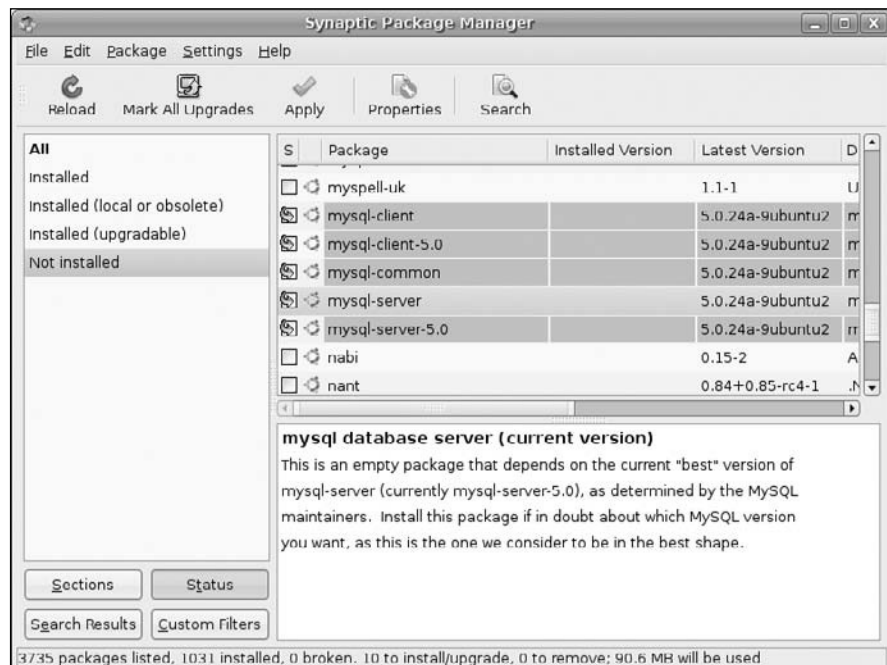 Synaptic Package Manager
File Edit Package Settings Help
Reload Mark All Upgrades Apply Properties Search
All
Installed
Installed (local or obsolete)
Installed (upgradable)
Not installed
S Package Installed Version Latest Version D
myspell-uk 1.1-1 U
mysql-client 5.0.24a-9ubuntu2 m
mysql-client-5.0 5.0.24a-9ubuntu2 m
mysql-common 5.0.24a-9ubuntu2 m
mysql-server 5.0.24a-9ubuntu2 m
mysql-server-5.0 5.0.24a-9ubuntu2 m
nabi 0.15-2 A
nant 0.84+0.85-rc4-1 .N
mysql database server (current version)
This is an empty package that depends on the current "best" version of
mysql-server (currently mysql-server-5.0), as determined by the MySQL
maintainers. Install this package if in doubt about which MySQL version
you want, as this is the one we consider to be in the best shape.
Sections Status
Search Results Custom Filters
3735 packages listed, 1031 installed, 0 broken. 10 to install/upgrade, 0 to remove; 90.6 MB will be used